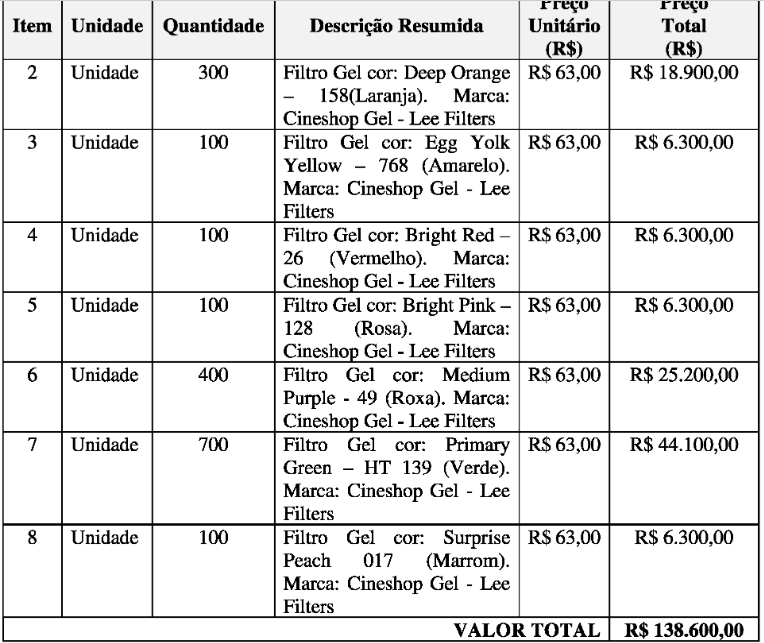 Item Unidade Quantidade Descrição Resumida Preço Unitário (R$) Preço Total (R$)
2 Unidade 300 Filtro Gel cor: Deep Orange R$ 63,00 R$ 18.900,00
– 158(Laranja). Marca:
Cineshop Gel - Lee Filters
3 Unidade 100 Filtro Gel cor: Egg Yolk R$ 63,00 R$ 6.300,00
Yellow – 768 (Amarelo).
Marca: Cineshop Gel - Lee
Filters
4 Unidade 100 Filtro Gel cor: Bright Red – R$ 63,00 R$ 6.300,00
26 (Vermelho). Marca:
Cineshop Gel - Lee Filters
5 Unidade 100 Filtro Gel cor: Bright Pink – R$ 63,00 R$ 6.300,00
128 (Rosa). Marca:
Cineshop Gel - Lee Filters
6 Unidade 400 Filtro Gel cor: Medium R$ 63,00 R$ 25.200,00
Purple - 49 (Roxa). Marca:
Cineshop Gel - Lee Filters
7 Unidade 700 Filtro Gel cor: Primary R$ 63,00 R$ 44.100,00
Green – HT 139 (Verde).
Marca: Cineshop Gel - Lee
Filters
8 Unidade 100 Filtro Gel cor: Surprise R$ 63,00 R$ 6.300,00
Peach 017 (Marrom).
Marca: Cineshop Gel - Lee
Filters
VALOR TOTAL R$ 138.600,00